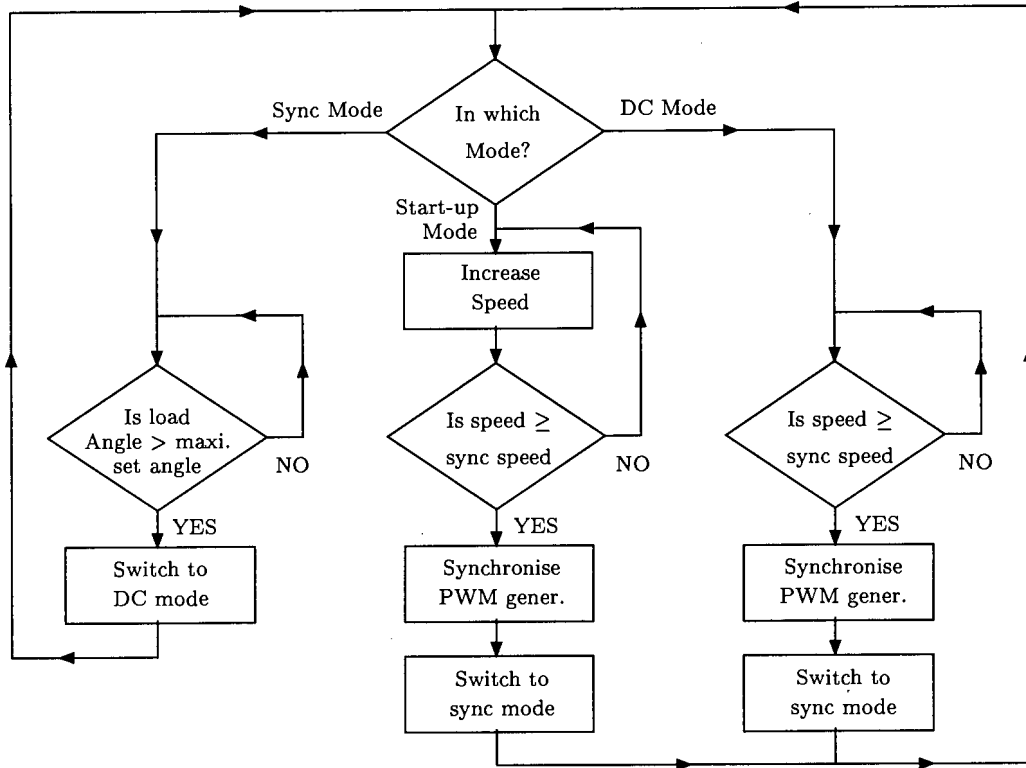 In which
Mode?
Sync Mode
DC Mode
Start-up
Mode
Increase
Speed
Is load
Angle > maxi.
set angle
NO
YES
Switch to
DC mode
Is speed ≥
sync speed
NO
YES
Synchronise
PWM gener.
Switch to
sync mode
Is speed ≥
sync speed
NO
YES
Synchronise
PWM gener.
Switch to
sync mode